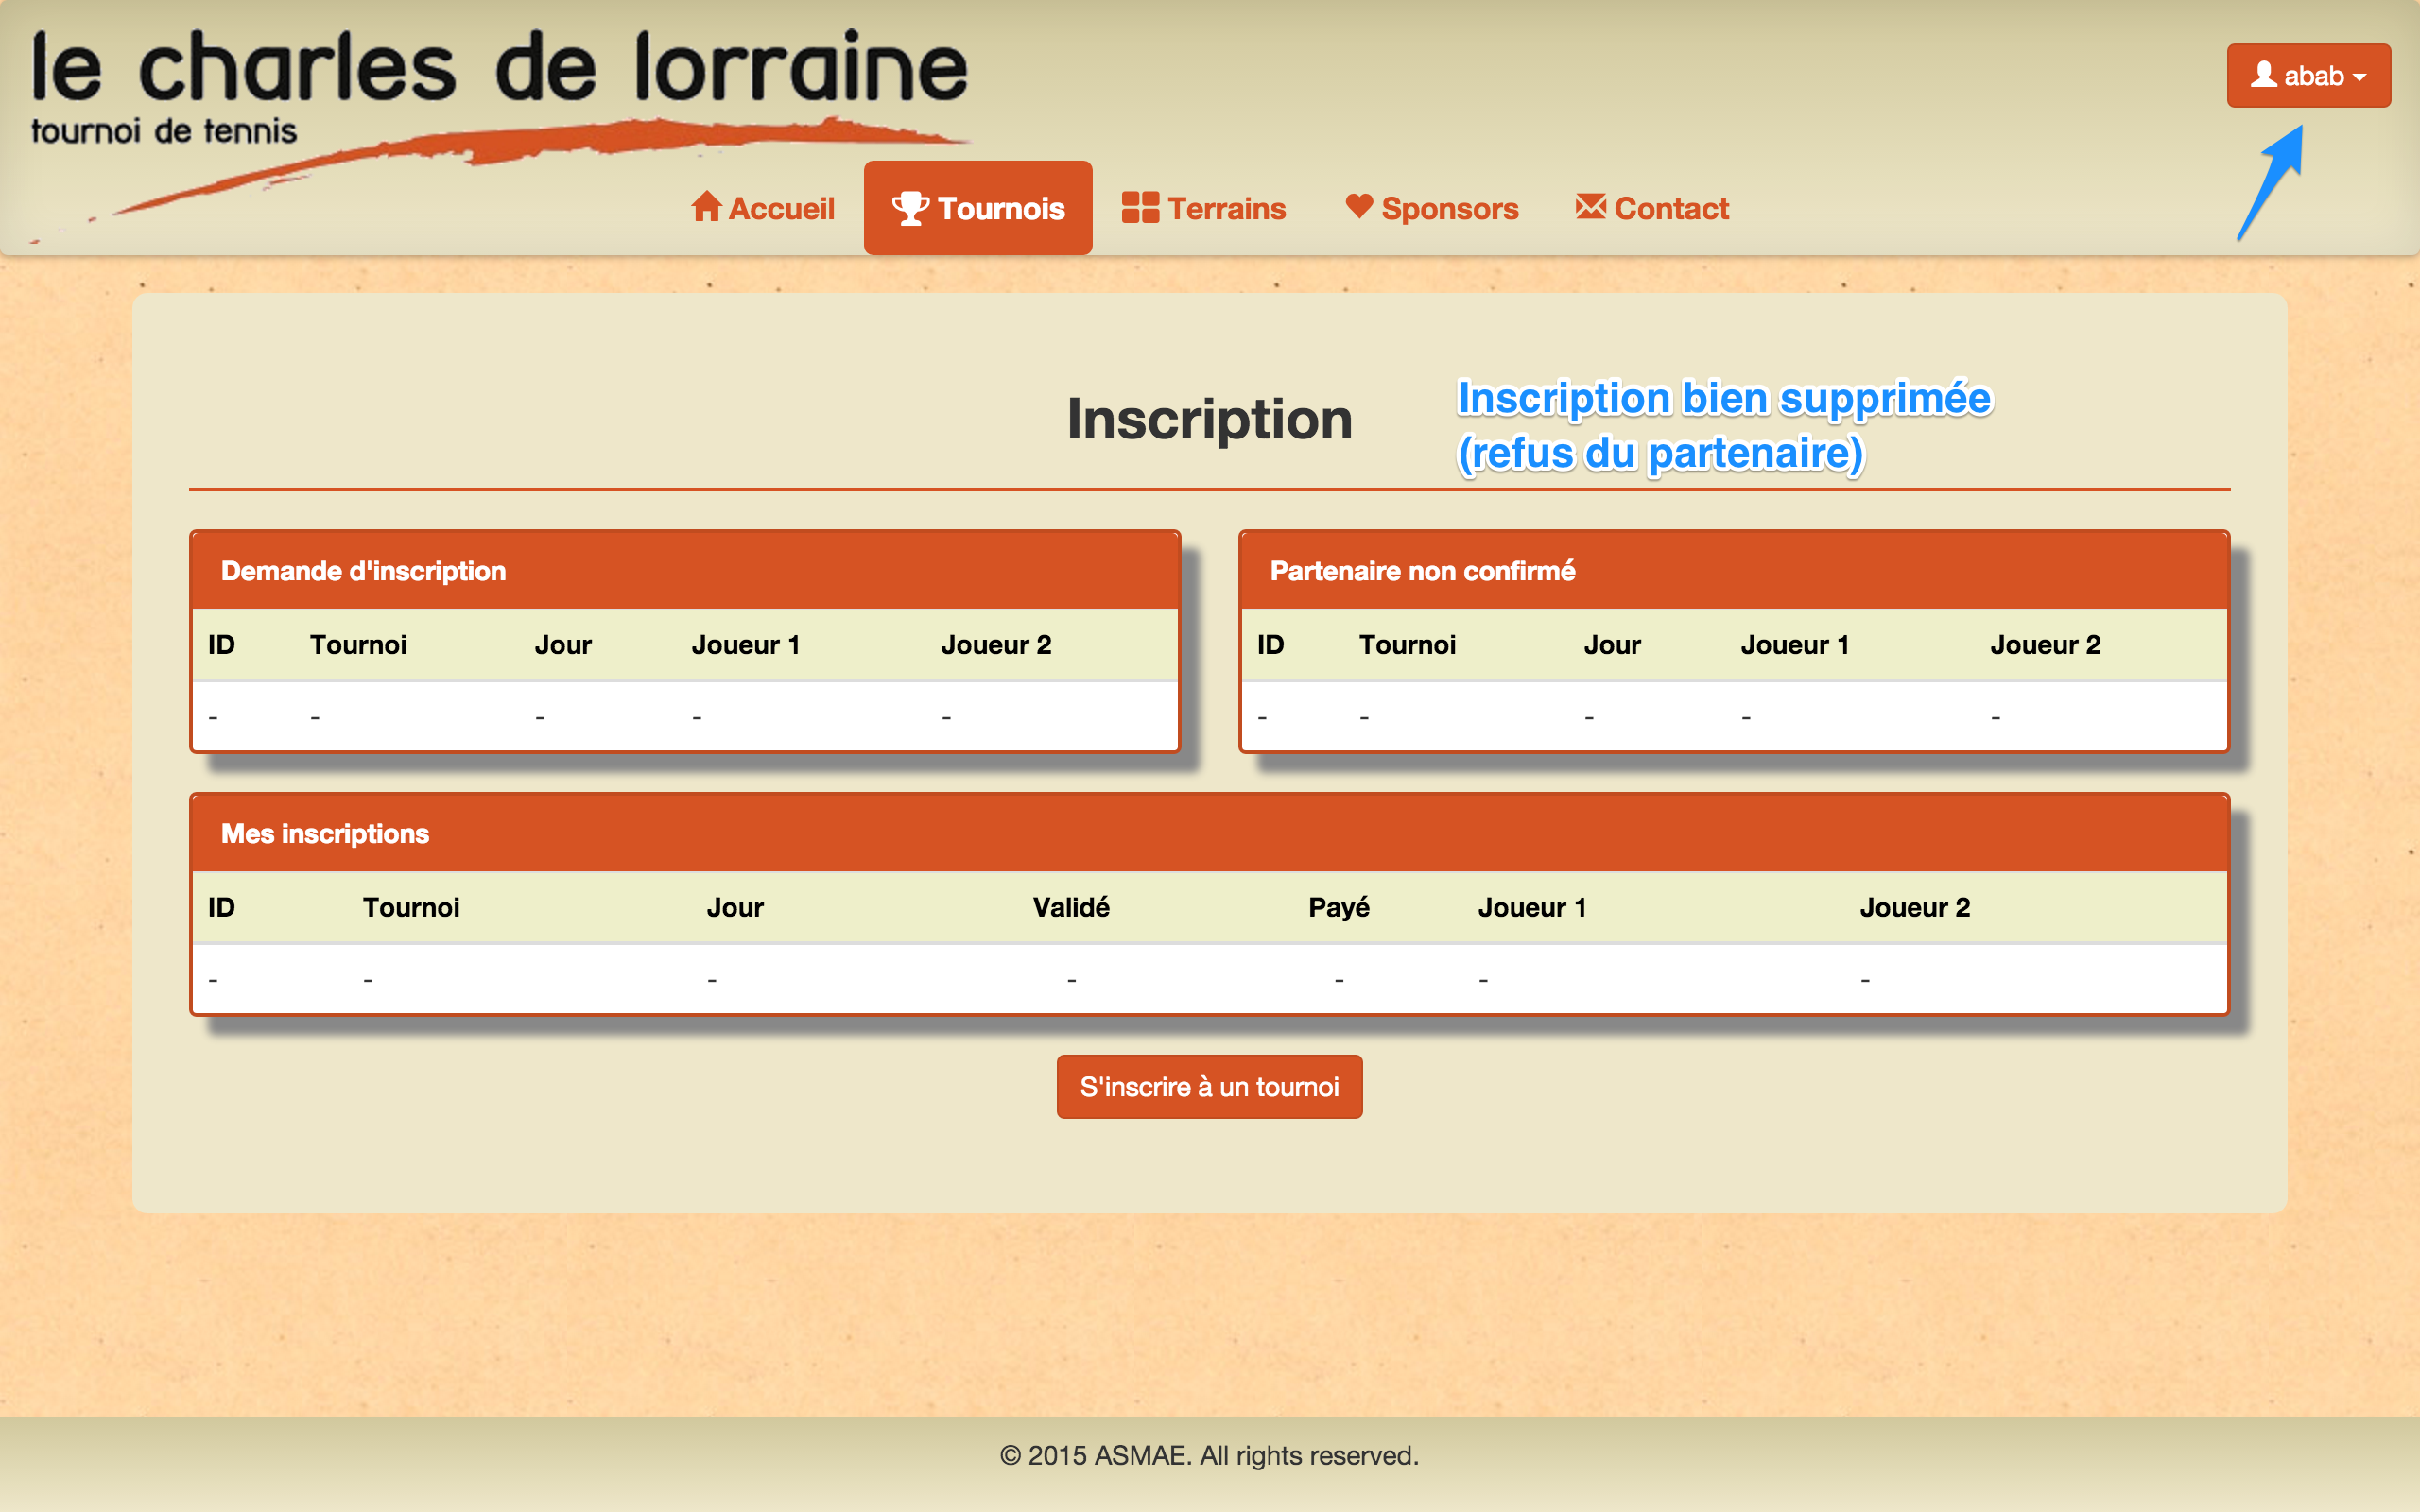 le charles de lorraine
tournoi de tennis
abab
Accueil Tournois Terrains Sponsors Contact
Inscription
Inscription bien supprimée
(refus du partenaire)
Demande d'inscription
ID Tournoi Jour Joueur 1 Joueur 2
- - - - -
Partenaire non confirmé
ID Tournoi Jour Joueur 1 Joueur 2
- - - - -
Mes inscriptions
ID Tournoi Jour Validé Payé Joueur 1 Joueur 2
- - - - - - -
S'inscrire à un tournoi
© 2015 ASMAE. All rights reserved.